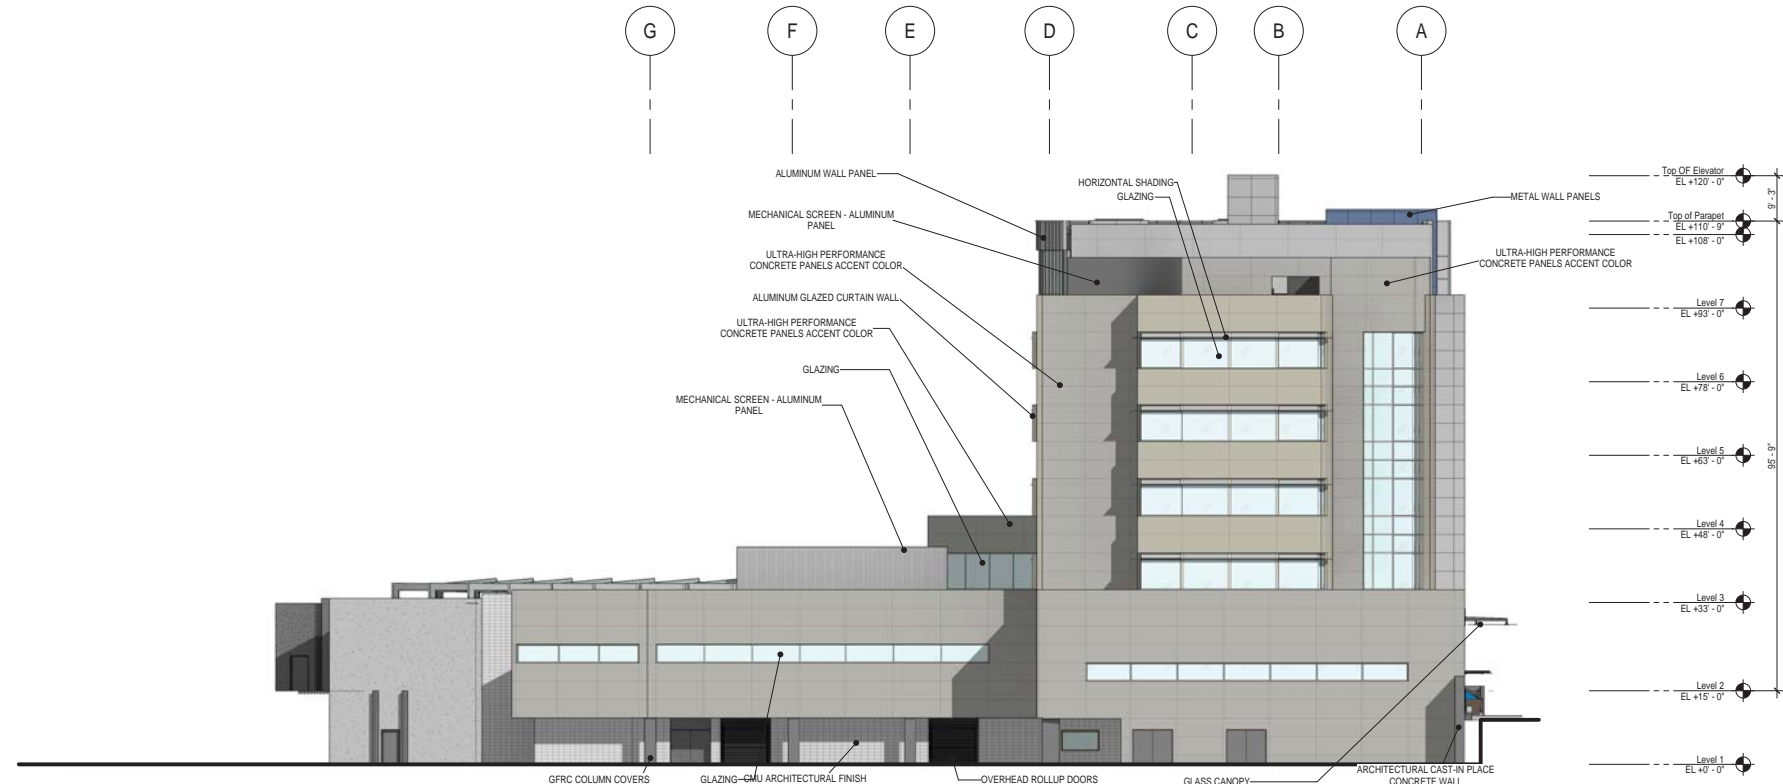 G
F
E
D
C
B
A
ALUMINUM WALL PANEL
MECHANICAL SCREEN - ALUMINUM
PANEL
ULTRA-HIGH PERFORMANCE
CONCRETE PANELS ACCENT COLOR
ALUMINUM GLAZED CURTAIN WALL
ULTRA-HIGH PERFORMANCE
CONCRETE PANELS ACCENT COLOR
GLAZING
MECHANICAL SCREEN - ALUMINUM
PANEL
HORIZONTAL SHADING
GLAZING
METAL WALL PANELS
ULTRA-HIGH PERFORMANCE
CONCRETE PANELS ACCENT COLOR
Top OF Elevator
EL +120' - 0"
Top of Parapet
EL +110' - 9"
EL +108' - 0"
Level 7
EL +93' - 0"
Level 6
EL +78' - 0"
Level 5
EL +63' - 0"
Level 4
EL +48' - 0"
Level 3
EL +33' - 0"
Level 2
EL +15' - 0"
Level 1
EL +0' - 0"
9' - 3"
95' - 9"
GFRC COLUMN COVERS
GLAZING
CMU ARCHITECTURAL FINISH
OVERHEAD ROLLUP DOORS
GLASS CANOPY
ARCHITECTURAL CAST-IN PLACE
CONCRETE WALL